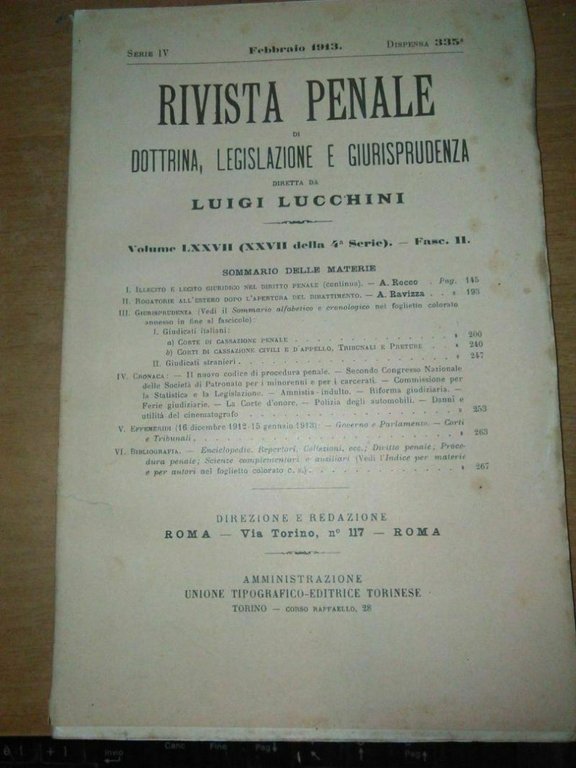 SERIE IV Febbraio 1913. DISPENSA 335ª
RIVISTA PENALE
DI
DOTTRINA, LEGISLAZIONE E GIURISPRUDENZA
DIRETTA DA
LUIGI LUCCHINI
Volume LXXVII (XXVII della 4ª Serie). — Fasc. II.
SOMMARIO DELLE MATERIE
I. ILLECITO E LECITO GIURIDICO NEL DIRITTO PENALE (continua). — A. Rocco . Pag. 145
II. ROGATORIE ALL'ESTERO DOPO L'APERTURA DEL DIBATTIMENTO. — A. Ravizza . . » 193
III. GIURISPRUDENZA (Vedi il Sommario alfabetico e cronologico nel foglietto colorato
annesso in fine al fascicolo):
I. Giudicati italiani:
a) CORTE DI CASSAZIONE PENALE . . . » 200
b) CORTI DI CASSAZIONE CIVILI E D'APPELLO, TRIBUNALI E PRETURE . . » 240
II. Giudicati stranieri . . . » 247
IV. CRONACA: — Il nuovo codice di procedura penale. — Secondo Congresso Nazionale
delle Società di Patronato per i minorenni e per i carcerati. — Commissione per
la Statistica e la Legislazione. — Amnistia-indulto. — Riforma giudiziaria. —
Ferie giudiziarie. — La Corte d'onore. — Polizia degli automobili. — Danni e
utilità del cinematografo . . . » 253
V. EFFEMERIDI (16 dicembre 1912-15 gennaio 1913): — Governo e Parlamento. — Corti
e Tribunali . . . » 263
VI. BIBLIOGRAFIA. — Enciclopedie, Repertori, Collezioni, ecc.; Diritto penale; Proce-
dura penale; Scienze complementari e ausiliari (Vedi l'Indice per materie
e per autori nel foglietto colorato c. s.) . . . » 267
DIREZIONE E REDAZIONE
ROMA — Via Torino, nº 117 — ROMA
AMMINISTRAZIONE
UNIONE TIPOGRAFICO-EDITRICE TORINESE
TORINO — CORSO RAFFAELLO, 28
Invio Canc Fine Pag Pag